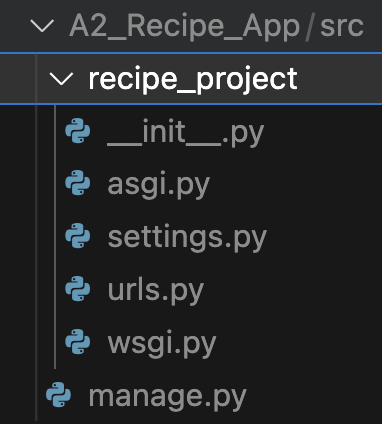 A2_Recipe_App/src
recipe_project
__init__.py
asgi.py
settings.py
urls.py
wsgi.py
manage.py